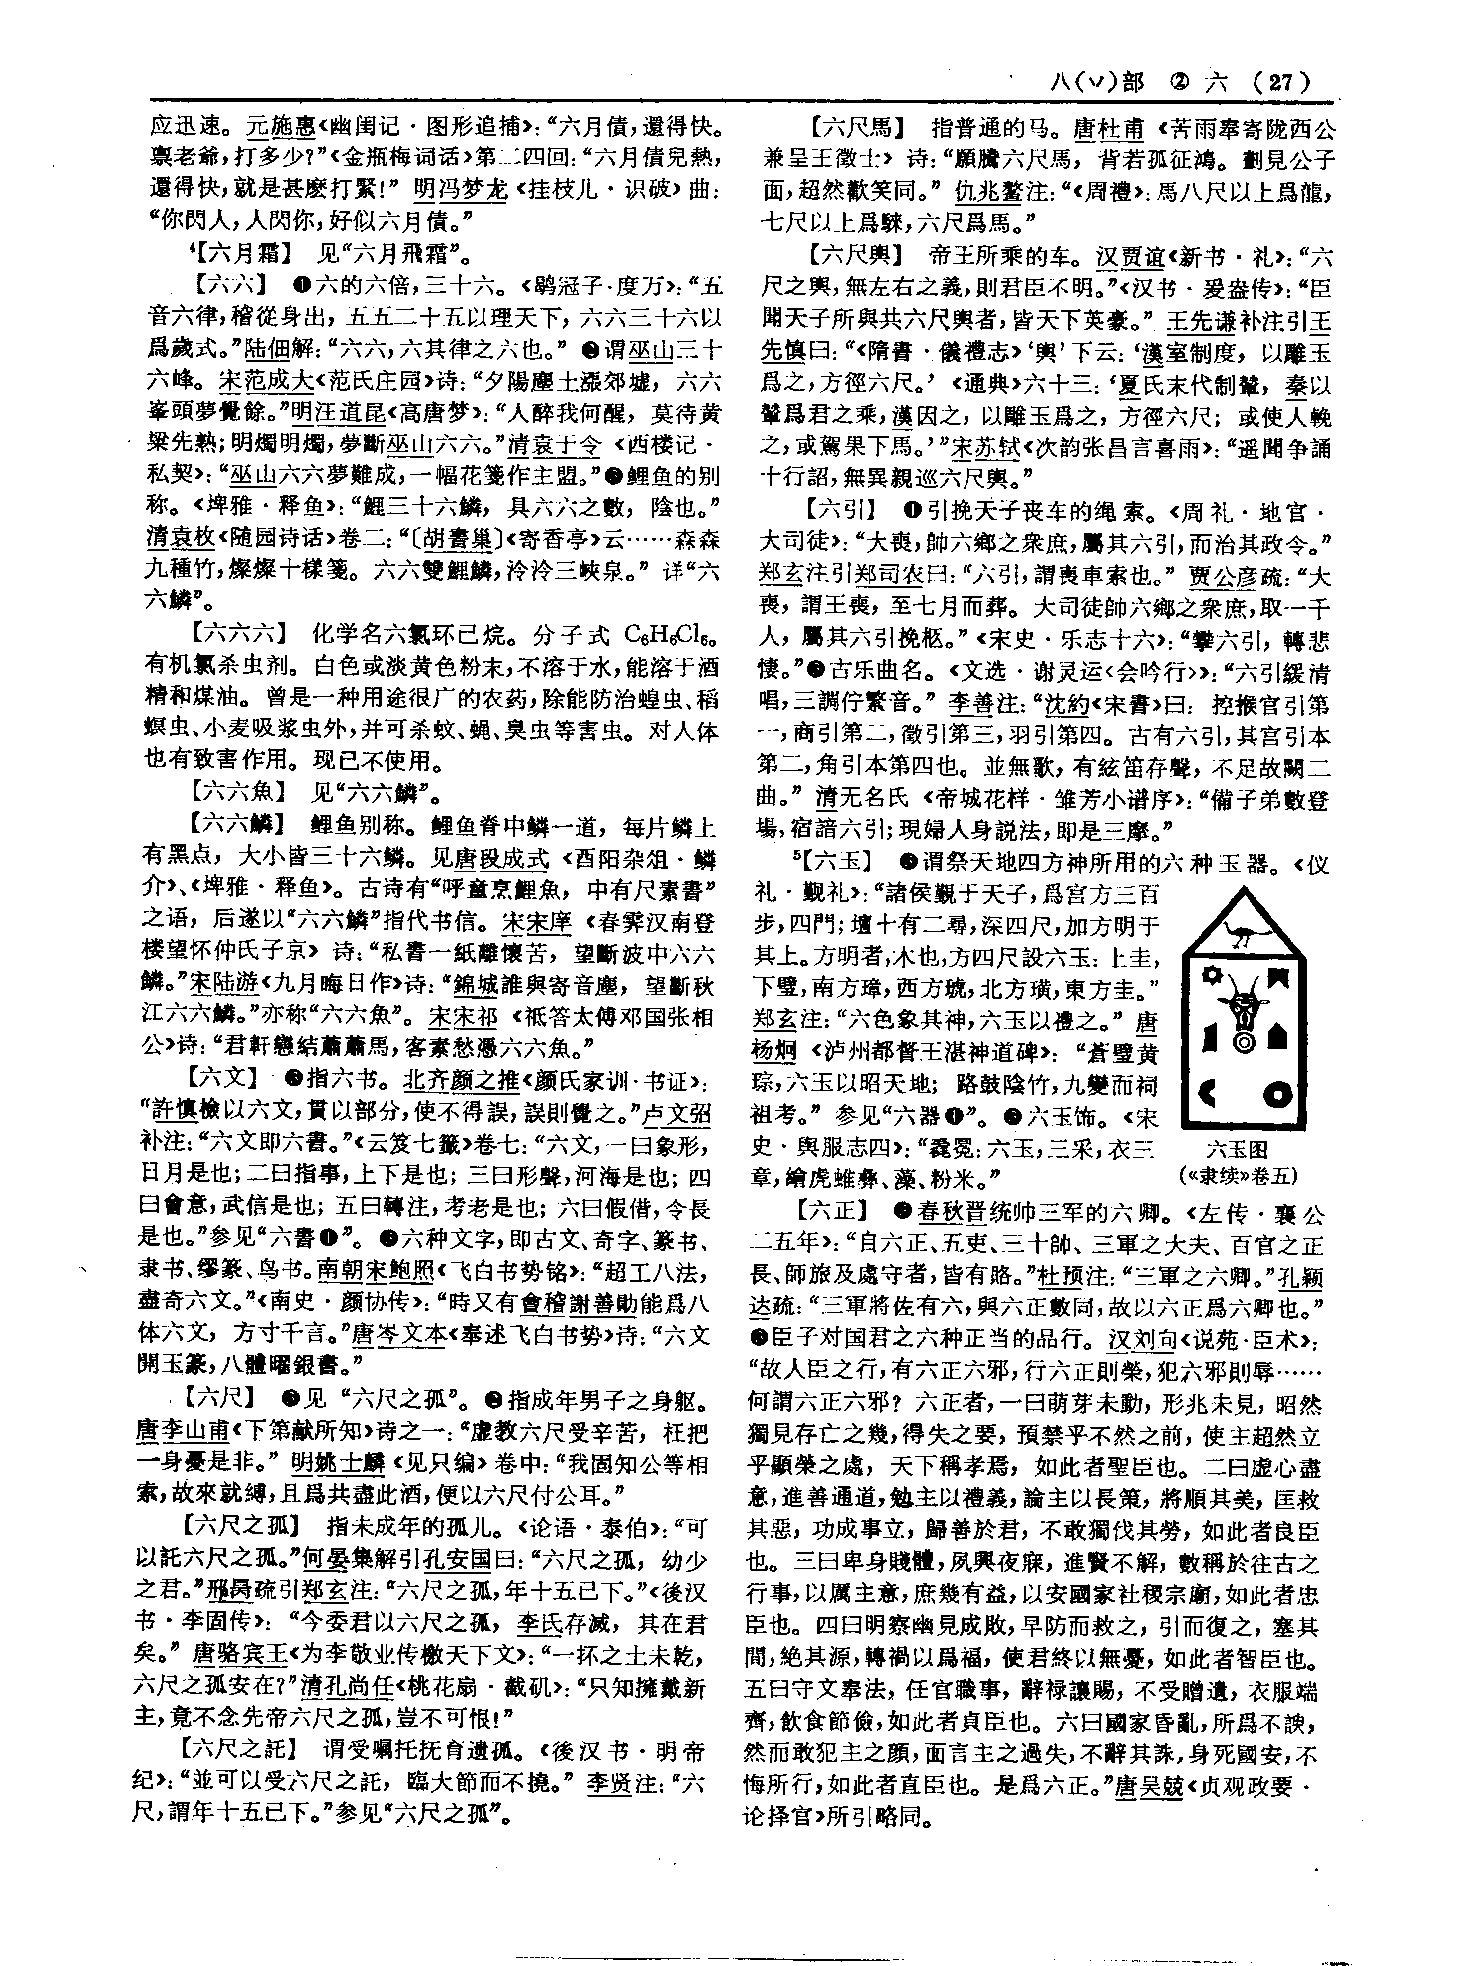 八(丷)部 ② 六 (27)
应迅速。元施惠《幽闺记·图形追捕》：“六月債，還得快。
禀老爺，打多少？”《金瓶梅词话》第二四回：“六月債兒熱，
還得快，就是甚麽打緊！” 明冯梦龙《挂枝儿·识破》曲：
“你閃人，人閃你，好似六月債。”
⁴【六月霜】 见“六月飛霜”。
【六六】 ❶六的六倍，三十六。《鹖冠子·度万》：“五
音六律，稽從身出，五五二十五以理天下，六六三十六以
爲歲式。”陆佃解：“六六，六其律之六也。”❷谓巫山三十
六峰。宋范成大《范氏庄园》诗：“夕陽塵土漲郊墟，六六
峯頭夢覺餘。”明汪道昆《高唐梦》：“人醉我何醒，莫待黄
粱先熟；明燭明燭，夢斷巫山六六。”清袁于令《西楼记·
私契》：“巫山六六夢難成，一幅花箋作主盟。”❸鲤鱼的别
称。《埤雅·释鱼》：“鯉三十六鱗，具六六之數，陰也。”
清袁枚《随园诗话》卷二：“〔胡書巢〕《寄香亭》云……森森
九種竹，燦燦十樣箋。六六雙鯉鱗，泠泠三峽泉。” 详“六
六鱗”。
【六六六】 化学名六氯环己烷。分子式 C₆H₆Cl₆。
有机氯杀虫剂。白色或淡黄色粉末，不溶于水，能溶于酒
精和煤油。曾是一种用途很广的农药，除能防治蝗虫、稻
螟虫、小麦吸浆虫外，并可杀蚊、蝇、臭虫等害虫。对人体
也有致害作用。现已不使用。
【六六魚】 见“六六鱗”。
【六六鱗】 鲤鱼别称。鲤鱼脊中鳞一道，每片鳞上
有黑点，大小皆三十六鳞。见唐段成式《酉阳杂俎·鳞
介》、《埤雅·释鱼》。古诗有“呼童烹鯉魚，中有尺素書”
之语，后遂以“六六鱗”指代书信。宋宋庠《春霁汉南登
楼望怀仲氏子京》诗：“私書一紙離懷苦，望斷波中六六
鱗。”宋陆游《九月晦日作》诗：“錦城誰與寄音塵，望斷秋
江六六鱗。”亦称“六六魚”。宋宋祁《祗答太傅邓国张相
公》诗：“君軒戀結蕭蕭馬，客素愁憑六六魚。”
【六文】 ❶指六书。北齐颜之推《颜氏家训·书证》：
“許慎檢以六文，貫以部分，使不得誤，誤則覺之。”卢文弨
补注：“六文即六書。”《云笈七籤》卷七：“六文，一曰象形，
日月是也；二曰指事，上下是也；三曰形聲，河海是也；四
曰會意，武信是也；五曰轉注，考老是也；六曰假借，令長
是也。”参见“六書❶”。❷六种文字，即古文、奇字、篆书、
隶书、缪篆、鸟书。南朝宋鲍照《飞白书势铭》：“超工八法，
盡奇六文。”《南史·颜协传》：“時又有會稽謝善勛能爲八
体六文，方寸千言。”唐岑文本《奉述飞白书势》诗：“六文
開玉篆，八體曜銀書。”
【六尺】 ❶见“六尺之孤”。❷指成年男子之身躯。
唐李山甫《下第献所知》诗之一：“虚教六尺受辛苦，枉把
一身憂是非。” 明姚士麟《见只编》卷中：“我固知公等相
索，故來就縛，且爲共盡此酒，便以六尺付公耳。”
【六尺之孤】 指未成年的孤儿。《论语·泰伯》：“可
以託六尺之孤。”何晏集解引孔安国曰：“六尺之孤，幼少
之君。”邢昺疏引郑玄注：“六尺之孤，年十五已下。”《後汉
书·李固传》：“今委君以六尺之孤，李氏存滅，其在君
矣。” 唐骆宾王《为李敬业传檄天下文》：“一抔之土未乾，
六尺之孤安在？”清孔尚任《桃花扇·截矶》：“只知擁戴新
主，竟不念先帝六尺之孤，豈不可恨！”
【六尺之託】 谓受嘱托抚育遗孤。《後汉书·明帝
纪》：“並可以受六尺之託，臨大節而不撓。” 李贤注：“六
尺，謂年十五已下。”参见“六尺之孤”。
【六尺馬】 指普通的马。唐杜甫《苦雨奉寄陇西公
兼呈王徵士》诗：“願騰六尺馬，背若孤征鴻。劃見公子
面，超然歡笑同。” 仇兆鳌注：“《周禮》：馬八尺以上爲龍，
七尺以上爲騋，六尺爲馬。”
【六尺輿】 帝王所乘的车。汉贾谊《新书·礼》：“六
尺之輿，無左右之義，則君臣不明。”《汉书·爰盎传》：“臣
聞天子所與共六尺輿者，皆天下英豪。” 王先谦补注引王
先慎曰：“《隋書·儀禮志》‘輿’下云：‘漢室制度，以雕玉
爲之，方徑六尺。’《通典》六十三：‘夏氏末代制輦，秦以
輦爲君之乘，漢因之，以雕玉爲之，方徑六尺；或使人輓
之，或駕果下馬。’”宋苏轼《次韵张昌言喜雨》：“遥聞争誦
十行詔，無異親巡六尺輿。”
【六引】 ❶引挽天子丧车的绳索。《周礼·地官·
大司徒》：“大喪，帥六鄉之衆庶，屬其六引，而治其政令。”
郑玄注引郑司农曰：“六引，謂喪車索也。” 贾公彦疏：“大
喪，謂王喪，至七月而葬。大司徒帥六鄉之衆庶，取一千
人，屬其六引挽柩。”《宋史·乐志十六》：“攀六引，轉悲
悽。”❷古乐曲名。《文选·谢灵运〈会吟行〉》：“六引緩清
唱，三調佇繁音。” 李善注：“沈約《宋書》曰：控揬宫引第
一，商引第二，徵引第三，羽引第四。古有六引，其宫引本
第二，角引本第四也。並無歌，有絃笛存聲，不足故闕二
曲。” 清无名氏《帝城花样·雏芳小谱序》：“備子弟數登
場，宿諳六引；現婦人身説法，即是三摩。”
⁵【六玉】 ❶谓祭天地四方神所用的六种玉器。《仪
礼·觐礼》：“諸侯覲于天子，爲宫方三百
步，四門；壇十有二尋，深四尺，加方明于
其上。方明者，木也，方四尺設六玉：上圭，
下璧，南方璋，西方琥，北方璜，東方圭。”
郑玄注：“六色象其神，六玉以禮之。” 唐
杨炯《泸州都督王湛神道碑》：“蒼璧黄
琮，六玉以昭天地；路鼓陰竹，九變而祠
祖考。” 参见“六器❶”。❷六玉饰。《宋
史·舆服志四》：“毳冕：六玉，三采，衣三
章，繪虎蜼彝、藻、粉米。”
六玉图
(《隶续》卷五)
【六正】 ❶春秋晋统帅三军的六卿。《左传·襄公
二五年》：“自六正、五吏、三十帥、三軍之大夫、百官之正
長、師旅及處守者，皆有賂。”杜预注：“三軍之六卿。”孔颖
达疏：“三軍將佐有六，與六正數同，故以六正爲六卿也。”
❷臣子对国君之六种正当的品行。汉刘向《说苑·臣术》：
“故人臣之行，有六正六邪，行六正則榮，犯六邪則辱……
何謂六正六邪？六正者，一曰萌芽未動，形兆未見，昭然
獨見存亡之幾，得失之要，預禁乎不然之前，使主超然立
乎顯榮之處，天下稱孝焉，如此者聖臣也。二曰虚心盡
意，進善通道，勉主以禮義，諭主以長策，將順其美，匡救
其惡，功成事立，歸善於君，不敢獨伐其勞，如此者良臣
也。三曰卑身賤體，夙興夜寐，進賢不解，數稱於往古之
行事，以厲主意，庶幾有益，以安國家社稷宗廟，如此者忠
臣也。四曰明察幽見成敗，早防而救之，引而復之，塞其
間，絶其源，轉禍以爲福，使君終以無憂，如此者智臣也。
五曰守文奉法，任官職事，辭禄讓賜，不受贈遺，衣服端
齊，飲食節儉，如此者貞臣也。六曰國家昏亂，所爲不諛，
然而敢犯主之顔，面言主之過失，不辭其誅，身死國安，不
悔所行，如此者直臣也。是爲六正。”唐吴兢《贞观政要·
论择官》所引略同。